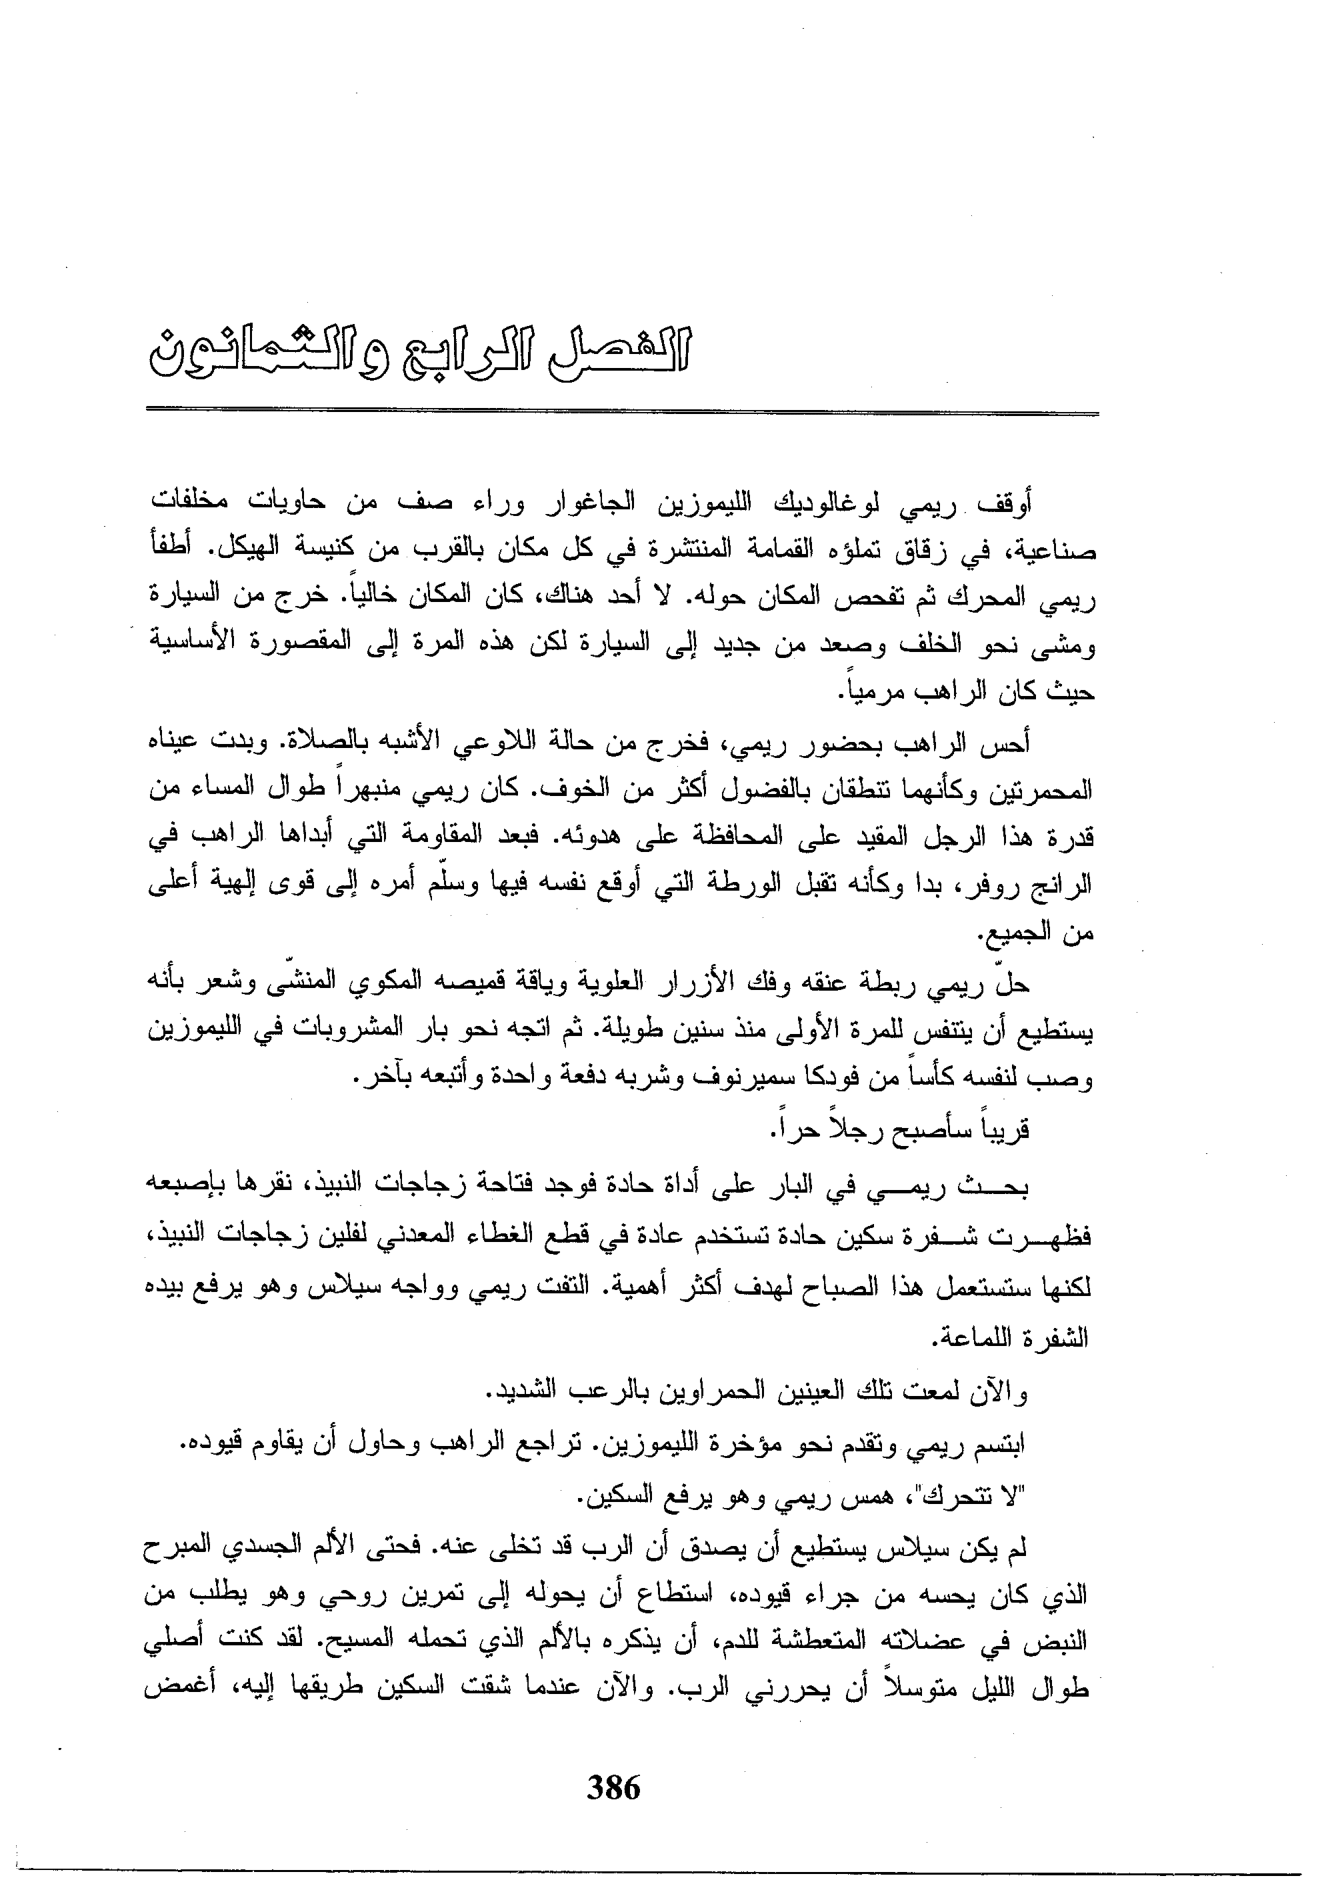 الفصل الرابع والثمانون
أوقف ريمي لوغالوديك الليموزين الجاغوار وراء صف من حاويات مخلفات
صناعية، في زقاق تملؤه القمامة المنتشرة في كل مكان بالقرب من كنيسة الهيكل. أطفأ
ريمي المحرك ثم تفحص المكان حوله. لا أحد هناك، كان المكان خالياً. خرج من السيارة
ومشى نحو الخلف وصعد من جديد إلى السيارة لكن هذه المرة إلى المقصورة الأساسية
حيث كان الراهب مرمياً.
أحس الراهب بحضور ريمي، فخرج من حالة اللاوعي الأشبه بالصلاة. وبدت عيناه
المحمرتين وكأنهما تنطقان بالفضول أكثر من الخوف. كان ريمي منبهراً طوال المساء من
قدرة هذا الرجل المقيد على المحافظة على هدوئه. فبعد المقاومة التي أبداها الراهب في
الرانج روفر، بدا وكأنه تقبل الورطة التي أوقع نفسه فيها وسلّم أمره إلى قوى إلهية أعلى
من الجميع.
حلّ ريمي ربطة عنقه وفك الأزرار العلوية وياقة قميصه المكوي المنشّى وشعر بأنه
يستطيع أن يتنفس للمرة الأولى منذ سنين طويلة. ثم اتجه نحو بار المشروبات في الليموزين
وصب لنفسه كأساً من فودكا سميرنوف وشربه دفعة واحدة وأتبعه بآخر.
قريباً سأصبح رجلاً حراً.
بحث ريمي في البار على أداة حادة فوجد فتاحة زجاجات النبيذ، نقرها بإصبعه
فظهرت شفرة سكين حادة تستخدم عادة في قطع الغطاء المعدني لفلين زجاجات النبيذ،
لكنها ستستعمل هذا الصباح لهدف أكثر أهمية. التفت ريمي وواجه سيلاس وهو يرفع بيده
الشفرة اللماعة.
والآن لمعت تلك العينين الحمراوين بالرعب الشديد.
ابتسم ريمي وتقدم نحو مؤخرة الليموزين. تراجع الراهب وحاول أن يقاوم قيوده.
"لا تتحرك"، همس ريمي وهو يرفع السكين.
لم يكن سيلاس يستطيع أن يصدق أن الرب قد تخلى عنه. فحتى الألم الجسدي المبرح
الذي كان يحسه من جراء قيوده، استطاع أن يحوله إلى تمرين روحي وهو يطلب من
النبض في عضلاته المتعطشة للدم، أن يذكره بالألم الذي تحمله المسيح. لقد كنت أصلي
طوال الليل متوسلاً أن يحررني الرب. والآن عندما شقت السكين طريقها إليه، أغمض
386